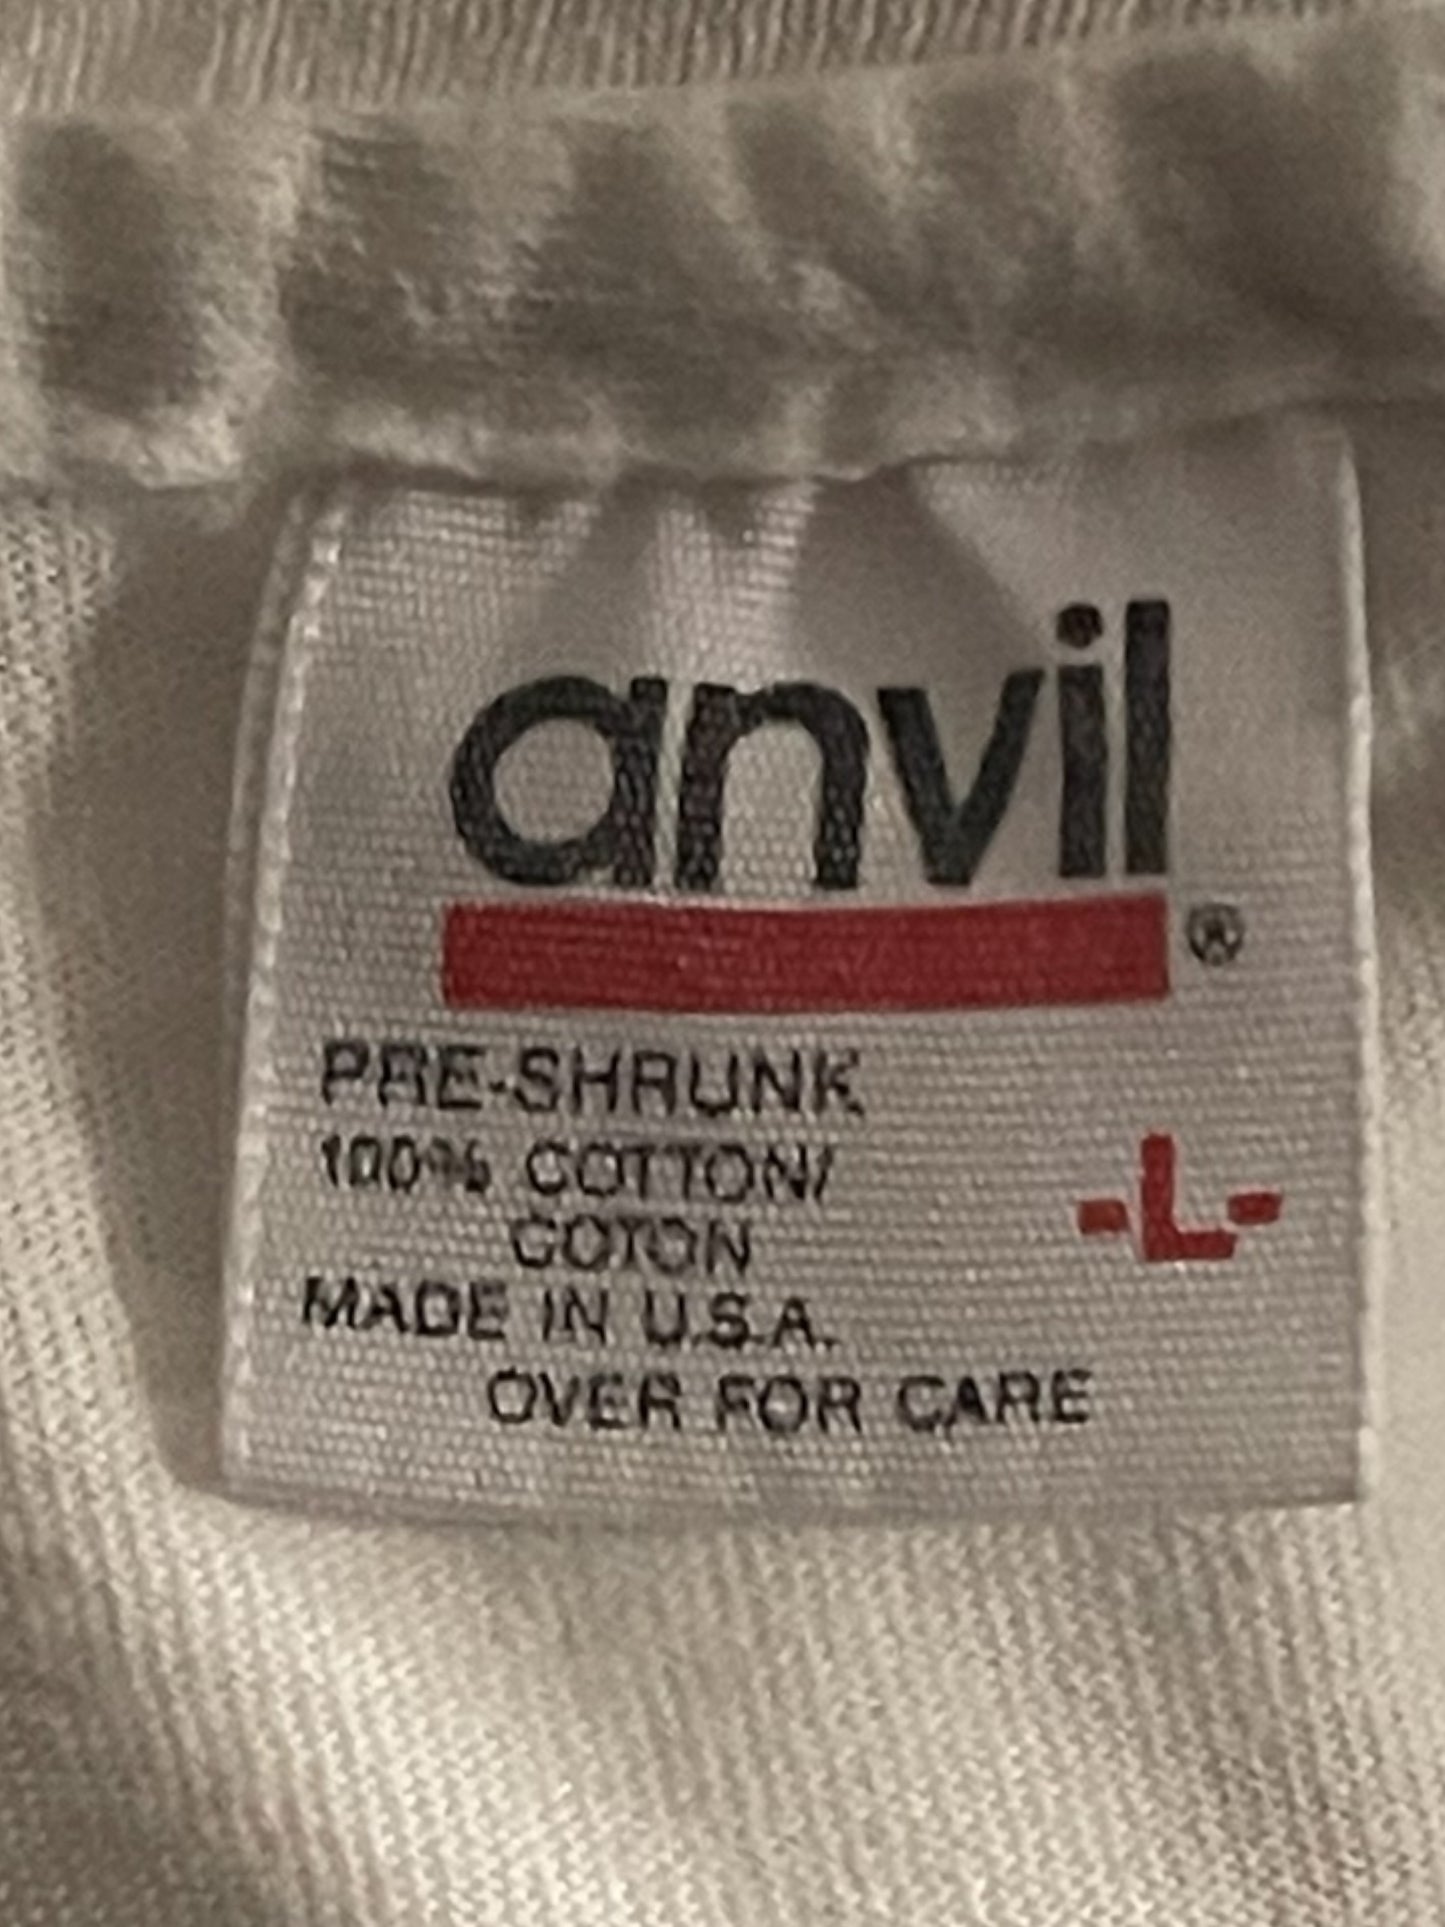 anvil
®
PRE-SHRUNK
100% COTTON/
COTON
-L-
MADE IN U.S.A.
OVER FOR CARE